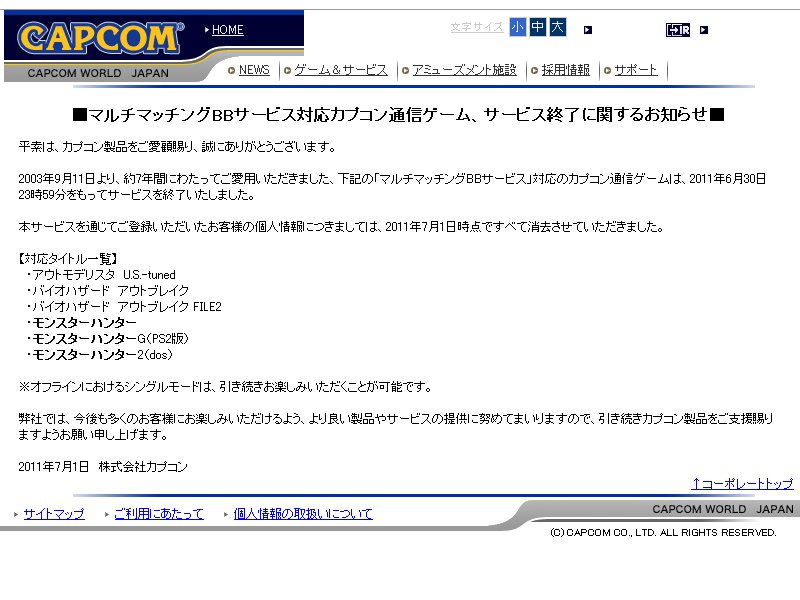 CAPCOM
HOME
文字サイズ 小 中 大
IR
CAPCOM WORLD JAPAN
NEWS ゲーム＆サービス アミューズメント施設 採用情報 サポート
■マルチマッチングBBサービス対応カプコン通信ゲーム、サービス終了に関するお知らせ■
平素は、カプコン製品をご愛顧賜り、誠にありがとうございます。
2003年9月11日より、約7年間にわたってご愛用いただきました、下記の「マルチマッチングBBサービス」対応のカプコン通信ゲームは、2011年6月30日
23時59分をもってサービスを終了いたしました。
本サービスを通じてご登録いただいたお客様の個人情報につきましては、2011年7月1日時点ですべて消去させていただきました。
【対応タイトル一覧】
・アウトモデリスタ U.S.-tuned
・バイオハザード アウトブレイク
・バイオハザード アウトブレイク FILE2
・モンスターハンター
・モンスターハンターG（PS2版）
・モンスターハンター2（dos）
※オフラインにおけるシングルモードは、引き続きお楽しみいただくことが可能です。
弊社では、今後も多くのお客様にお楽しみいただけるよう、より良い製品やサービスの提供に努めてまいりますので、引き続きカプコン製品をご支援賜り
ますようお願い申し上げます。
2011年7月1日 株式会社カプコン
↑コーポレートトップ
サイトマップ ご利用にあたって 個人情報の取扱いについて
CAPCOM WORLD JAPAN
(C) CAPCOM CO., LTD. ALL RIGHTS RESERVED.